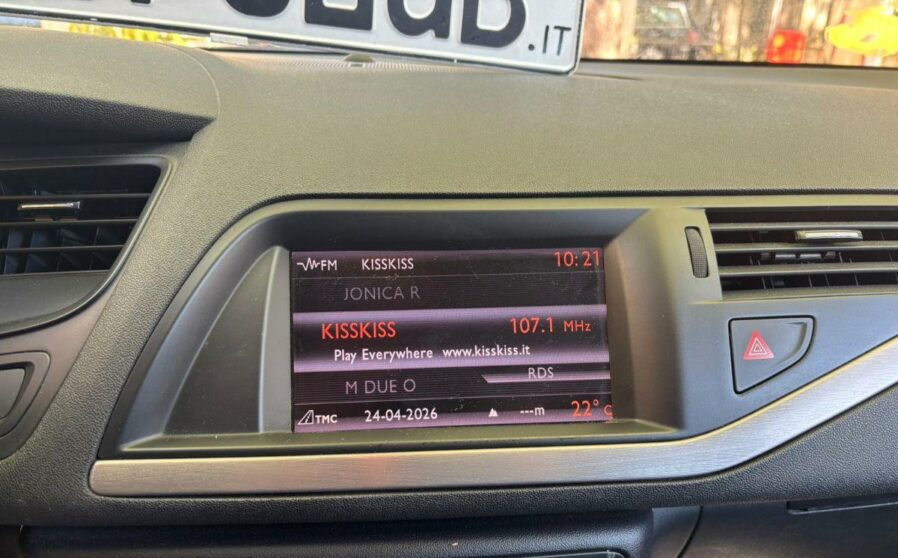 .IT
FM KISSKISS 10:21
JONICA R
KISSKISS 107.1 MHz
Play Everywhere www.kisskiss.it
M DUE O RDS
TMC 24-04-2026 ---m 22° C